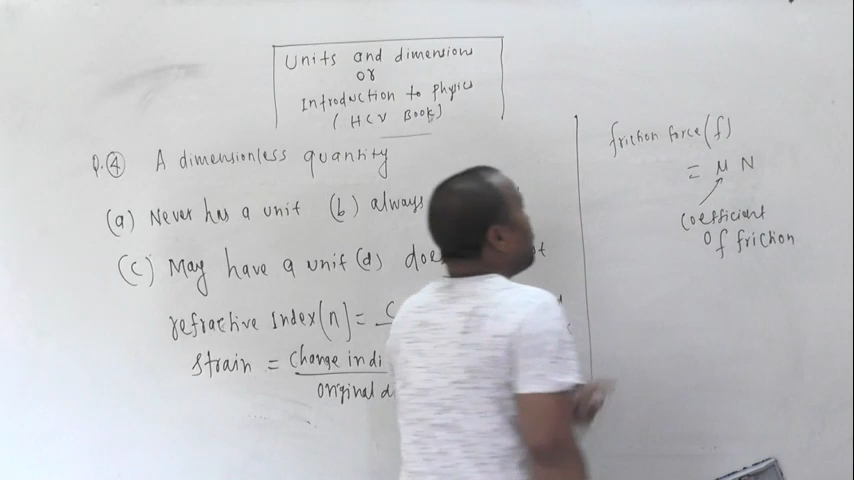 Units and dimension
or
Introduction to physics
(HCV Book)
Q.④ A dimensionless quantity
(a) Never has a unit (b) always
(c) May have a unit (d)
refractive Index(n) = C
strain = Change in
original
friction force (f)
= μ N
coefficient
of friction